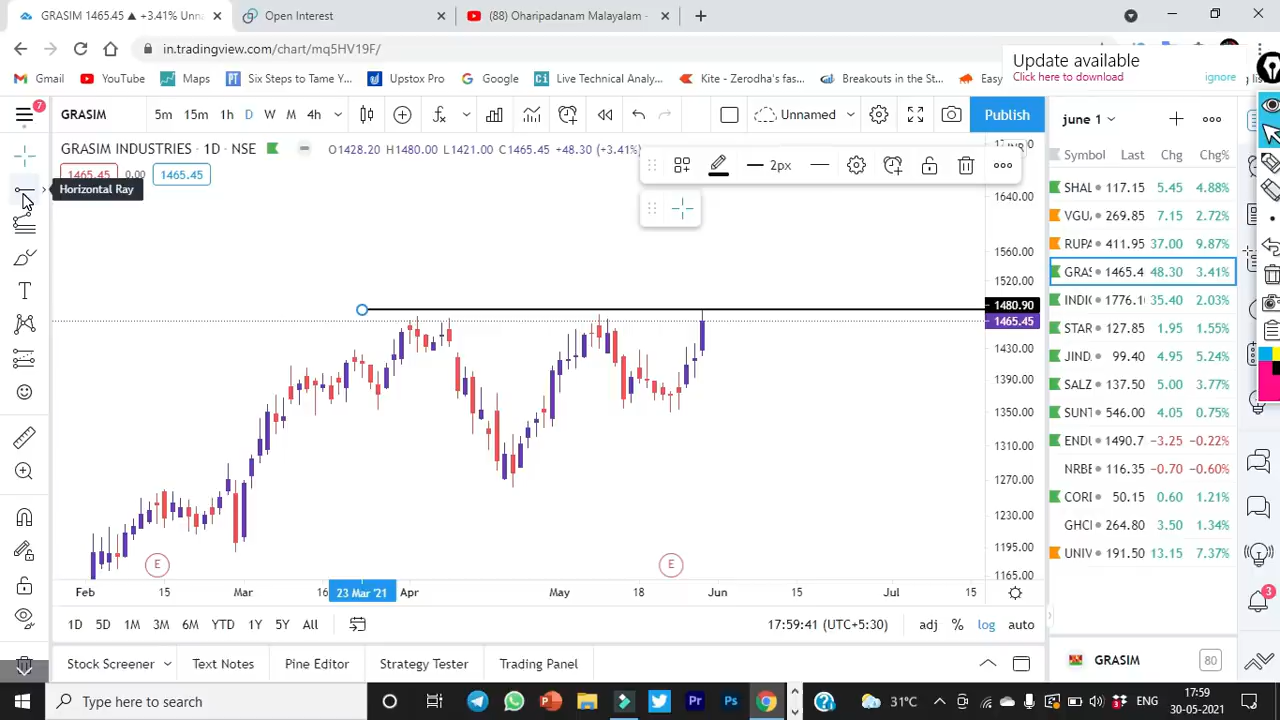 GRASIM 1465.45 ▲ +3.41% Unna
Open Interest
(88) Oharipadanam Malayalam -
in.tradingview.com/chart/mq5HV19F/
Update available
Click here to download
ignore
Gmail
YouTube
Maps
Six Steps to Tame Y...
Upstox Pro
Google
Live Technical Analy...
Kite - Zerodha's fas...
Breakouts in the US...
Easy
7
GRASIM
5m 15m 1h D W M 4h
Unnamed
Publish
june 1
GRASIM INDUSTRIES · 1D · NSE
O1428.20 H1480.00 L1421.00 C1465.45 +48.30 (+3.41%)
1465.45 0.00 1465.45
Horizontal Ray
2px
Symbol Last Chg Chg%
SHAL 117.15 5.45 4.88%
VGU 269.85 7.15 2.72%
RUPA 411.95 37.00 9.87%
GRAS 1465.4 48.30 3.41%
INDIC 1776.1 35.40 2.03%
STAR 127.85 1.95 1.55%
JIND 99.40 4.95 5.24%
SALZ 137.50 5.00 3.77%
SUNT 546.00 4.05 0.75%
ENDU 1490.7 −3.25 −0.22%
NRBE 116.35 −0.70 −0.60%
CORI 50.15 0.60 1.21%
GHCI 264.80 3.50 1.34%
UNIV 191.50 13.15 7.37%
1640.00
1560.00
1520.00
1480.90
1465.45
1430.00
1390.00
1350.00
1310.00
1270.00
1230.00
1195.00
1165.00
E
E
Feb 15 Mar 16 23 Mar '21 Apr May 18 Jun 15 Jul 15
1D 5D 1M 3M 6M YTD 1Y 5Y All
17:59:41 (UTC+5:30)
adj % log auto
3
Stock Screener
Text Notes
Pine Editor
Strategy Tester
Trading Panel
GRASIM 80
Type here to search
31°C
ENG
17:59
30-05-2021